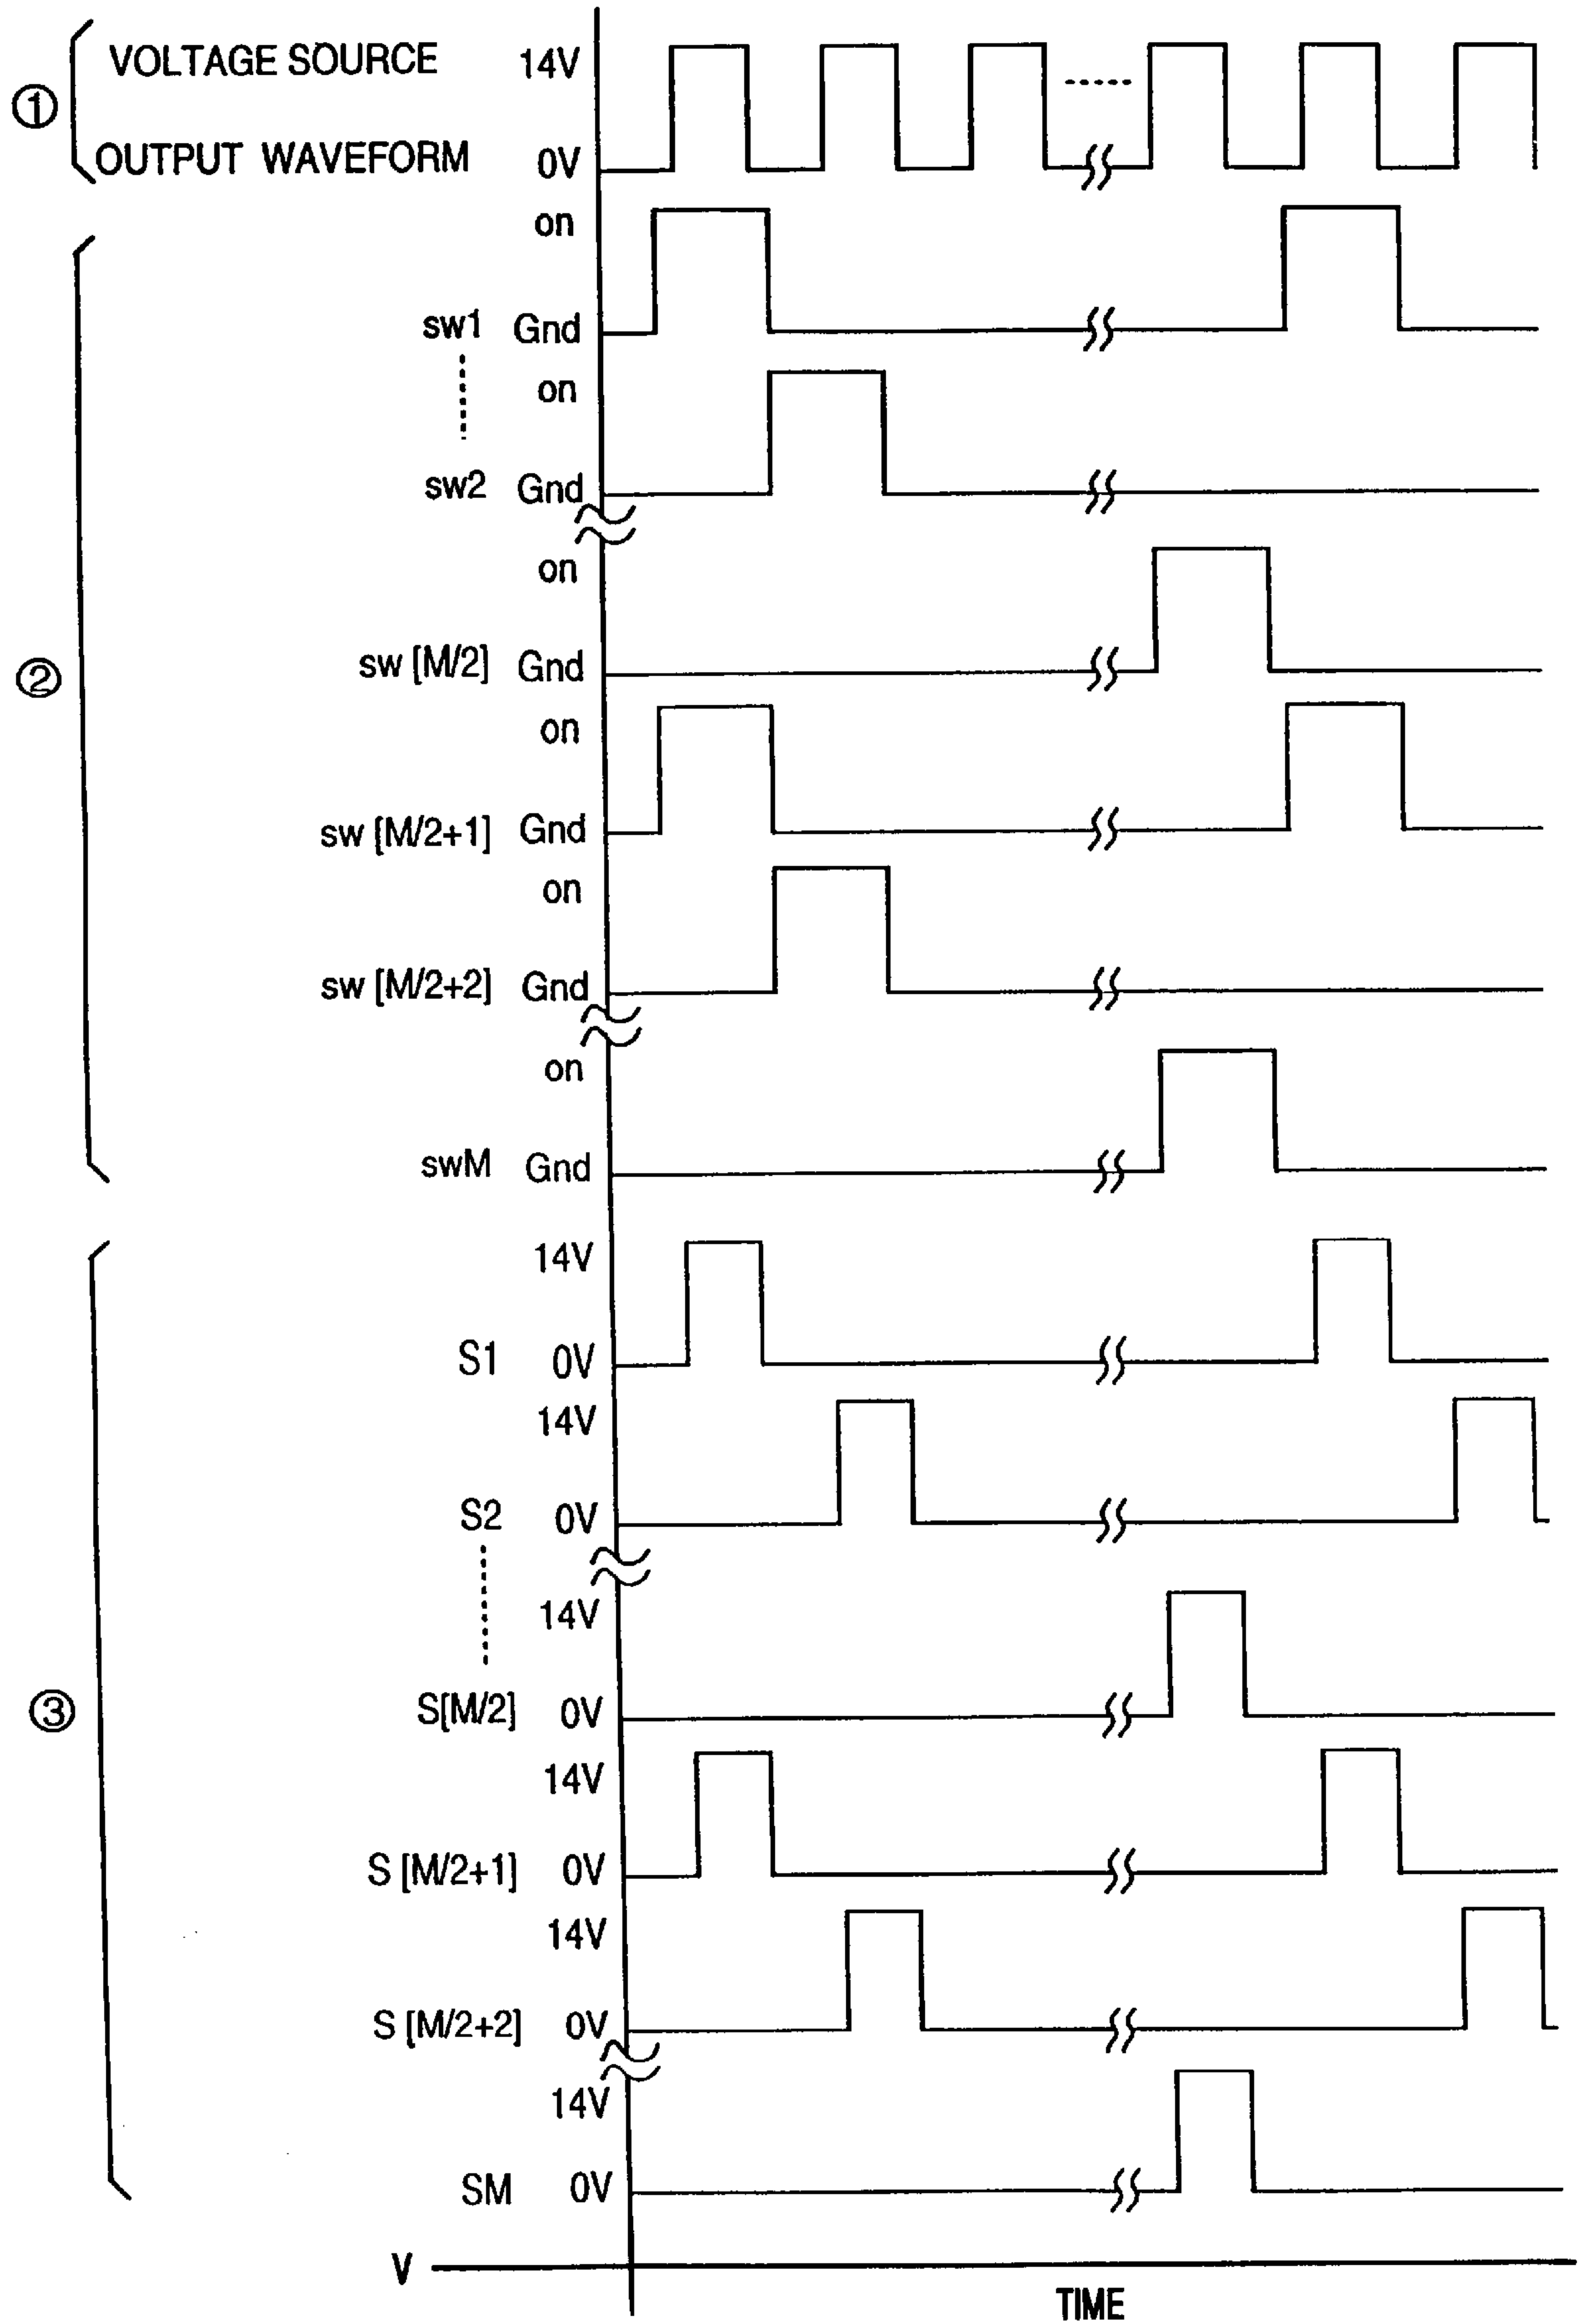 ① VOLTAGE SOURCE 14V
OUTPUT WAVEFORM 0V
②
on
sw1 Gnd
on
sw2 Gnd
on
sw [M/2] Gnd
on
sw [M/2+1] Gnd
on
sw [M/2+2] Gnd
on
swM Gnd
③
14V
S1 0V
14V
S2 0V
14V
S[M/2] 0V
14V
S [M/2+1] 0V
14V
S [M/2+2] 0V
14V
SM 0V
V
TIME